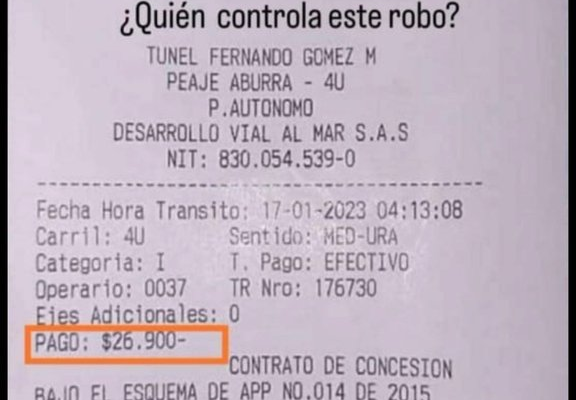 ¿Quién controla este robo?
TUNEL FERNANDO GOMEZ M
PEAJE ABURRA - 4U
P.AUTONOMO
DESARROLLO VIAL AL MAR S.A.S
NIT: 830.054.539-0
--------------------------------
Fecha Hora Transito: 17-01-2023 04:13:08
Carril: 4U Sentido: MED-URA
Categoria: I T. Pago: EFECTIVO
Operario: 0037 TR Nro: 176730
Ejes Adicionales: 0
PAGO: $26.900-
CONTRATO DE CONCESION
BAJO EL ESQUEMA DE APP NO.014 DE 2015